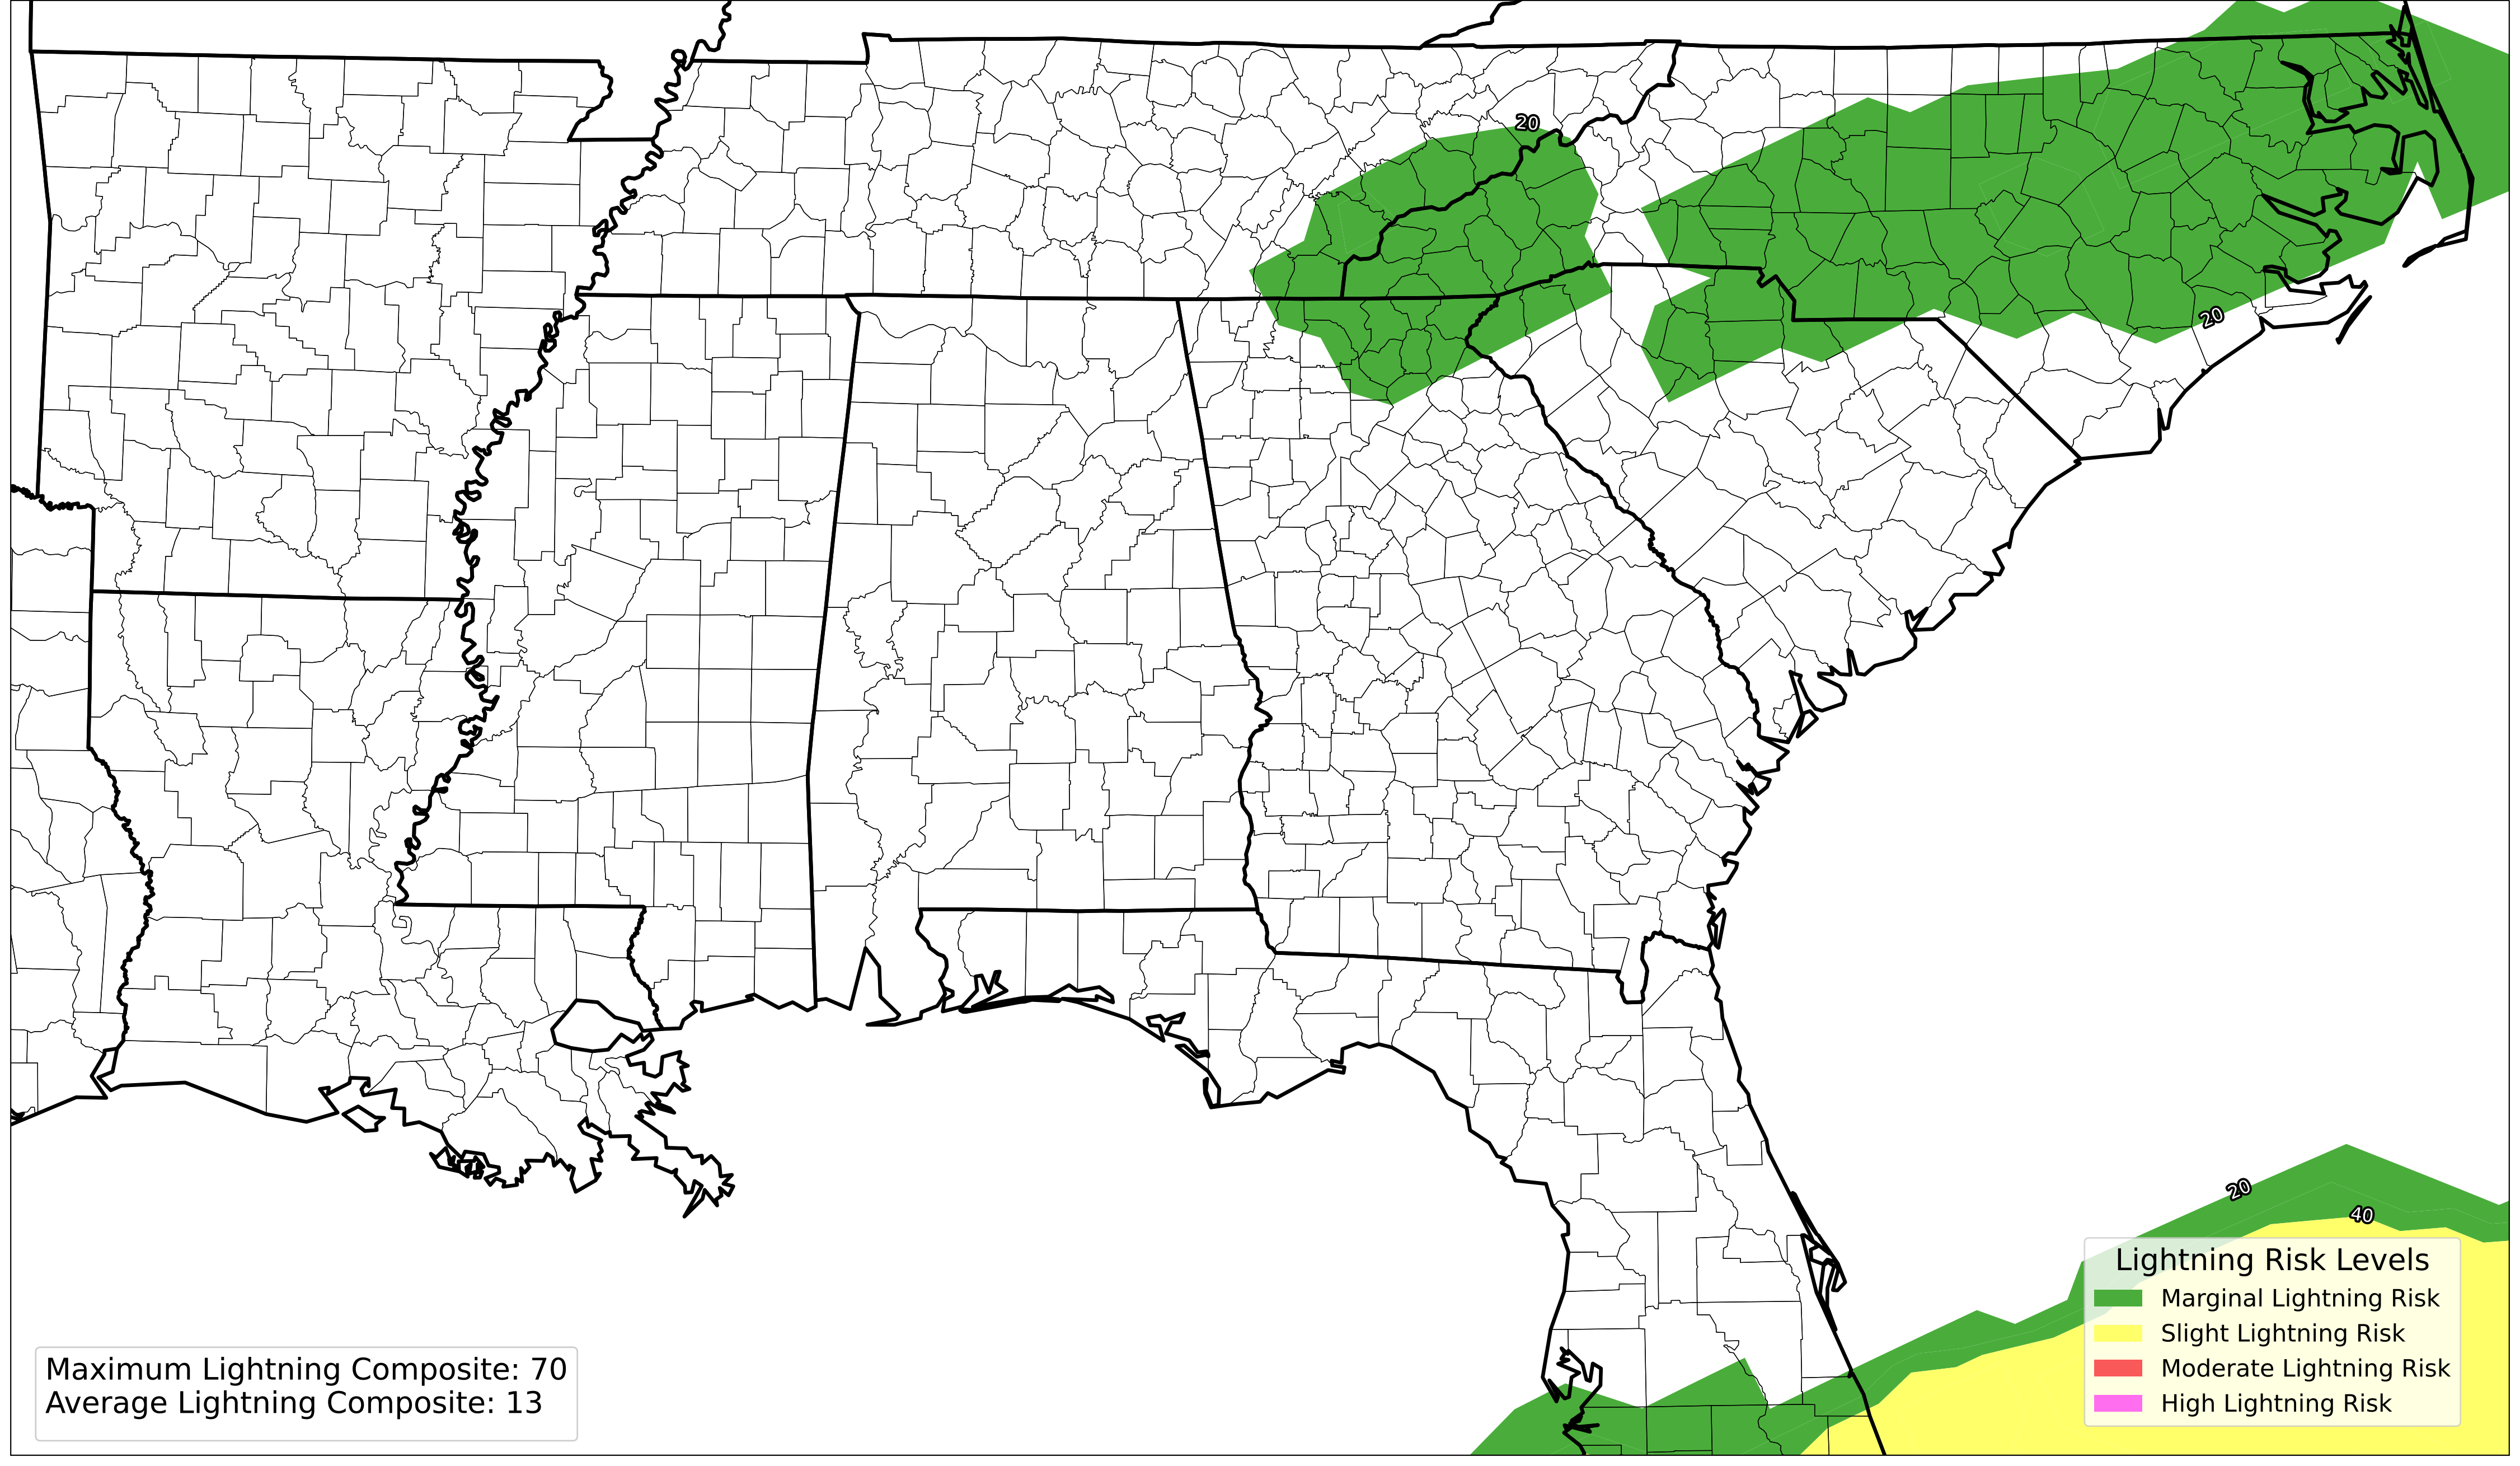 20
20
20
40
Lightning Risk Levels
Marginal Lightning Risk
Slight Lightning Risk
Moderate Lightning Risk
High Lightning Risk
Maximum Lightning Composite: 70
Average Lightning Composite: 13